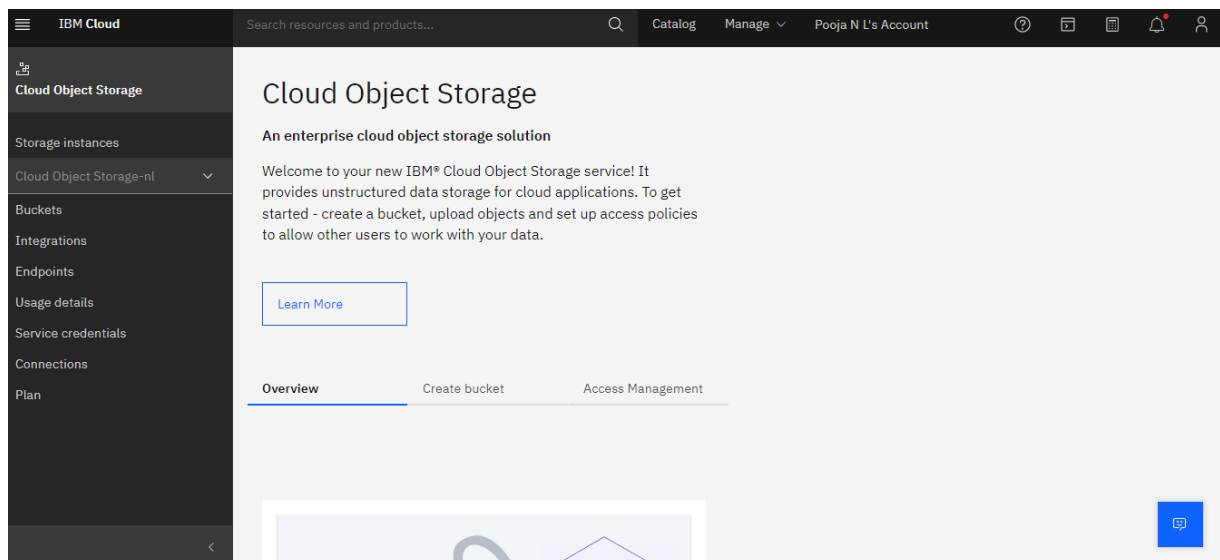 IBM Cloud
Search resources and products...
Catalog
Manage
Pooja N L's Account
Cloud Object Storage
Storage instances
Cloud Object Storage-nl
Buckets
Integrations
Endpoints
Usage details
Service credentials
Connections
Plan
Cloud Object Storage
An enterprise cloud object storage solution
Welcome to your new IBM® Cloud Object Storage service! It
provides unstructured data storage for cloud applications. To get
started - create a bucket, upload objects and set up access policies
to allow other users to work with your data.
Learn More
Overview
Create bucket
Access Management